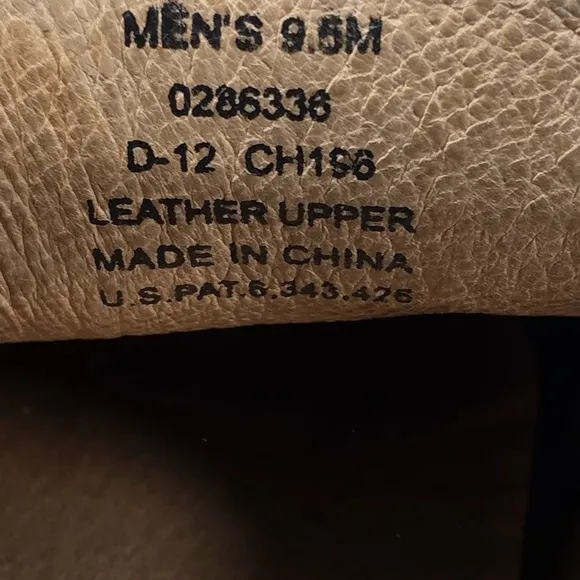 MEN'S 9.5M
0286336
D-12 CH196
LEATHER UPPER
MADE IN CHINA
U.S.PAT.6.343.426